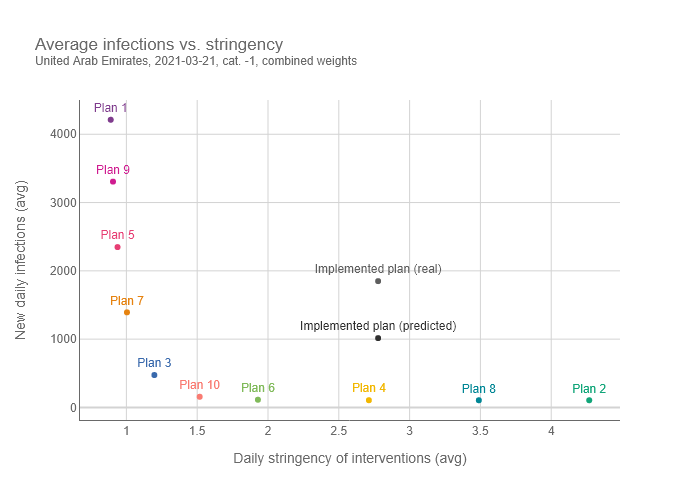 Average infections vs. stringency
United Arab Emirates, 2021-03-21, cat. -1, combined weights
Plan 1
4000
Plan 9
3000
Plan 5
Implemented plan (real)
2000
Plan 7
Implemented plan (predicted)
1000
Plan 3
Plan 10
Plan 6
Plan 4
Plan 8
Plan 2
0
1
1.5
2
2.5
3
3.5
4
New daily infections (avg)
Daily stringency of interventions (avg)